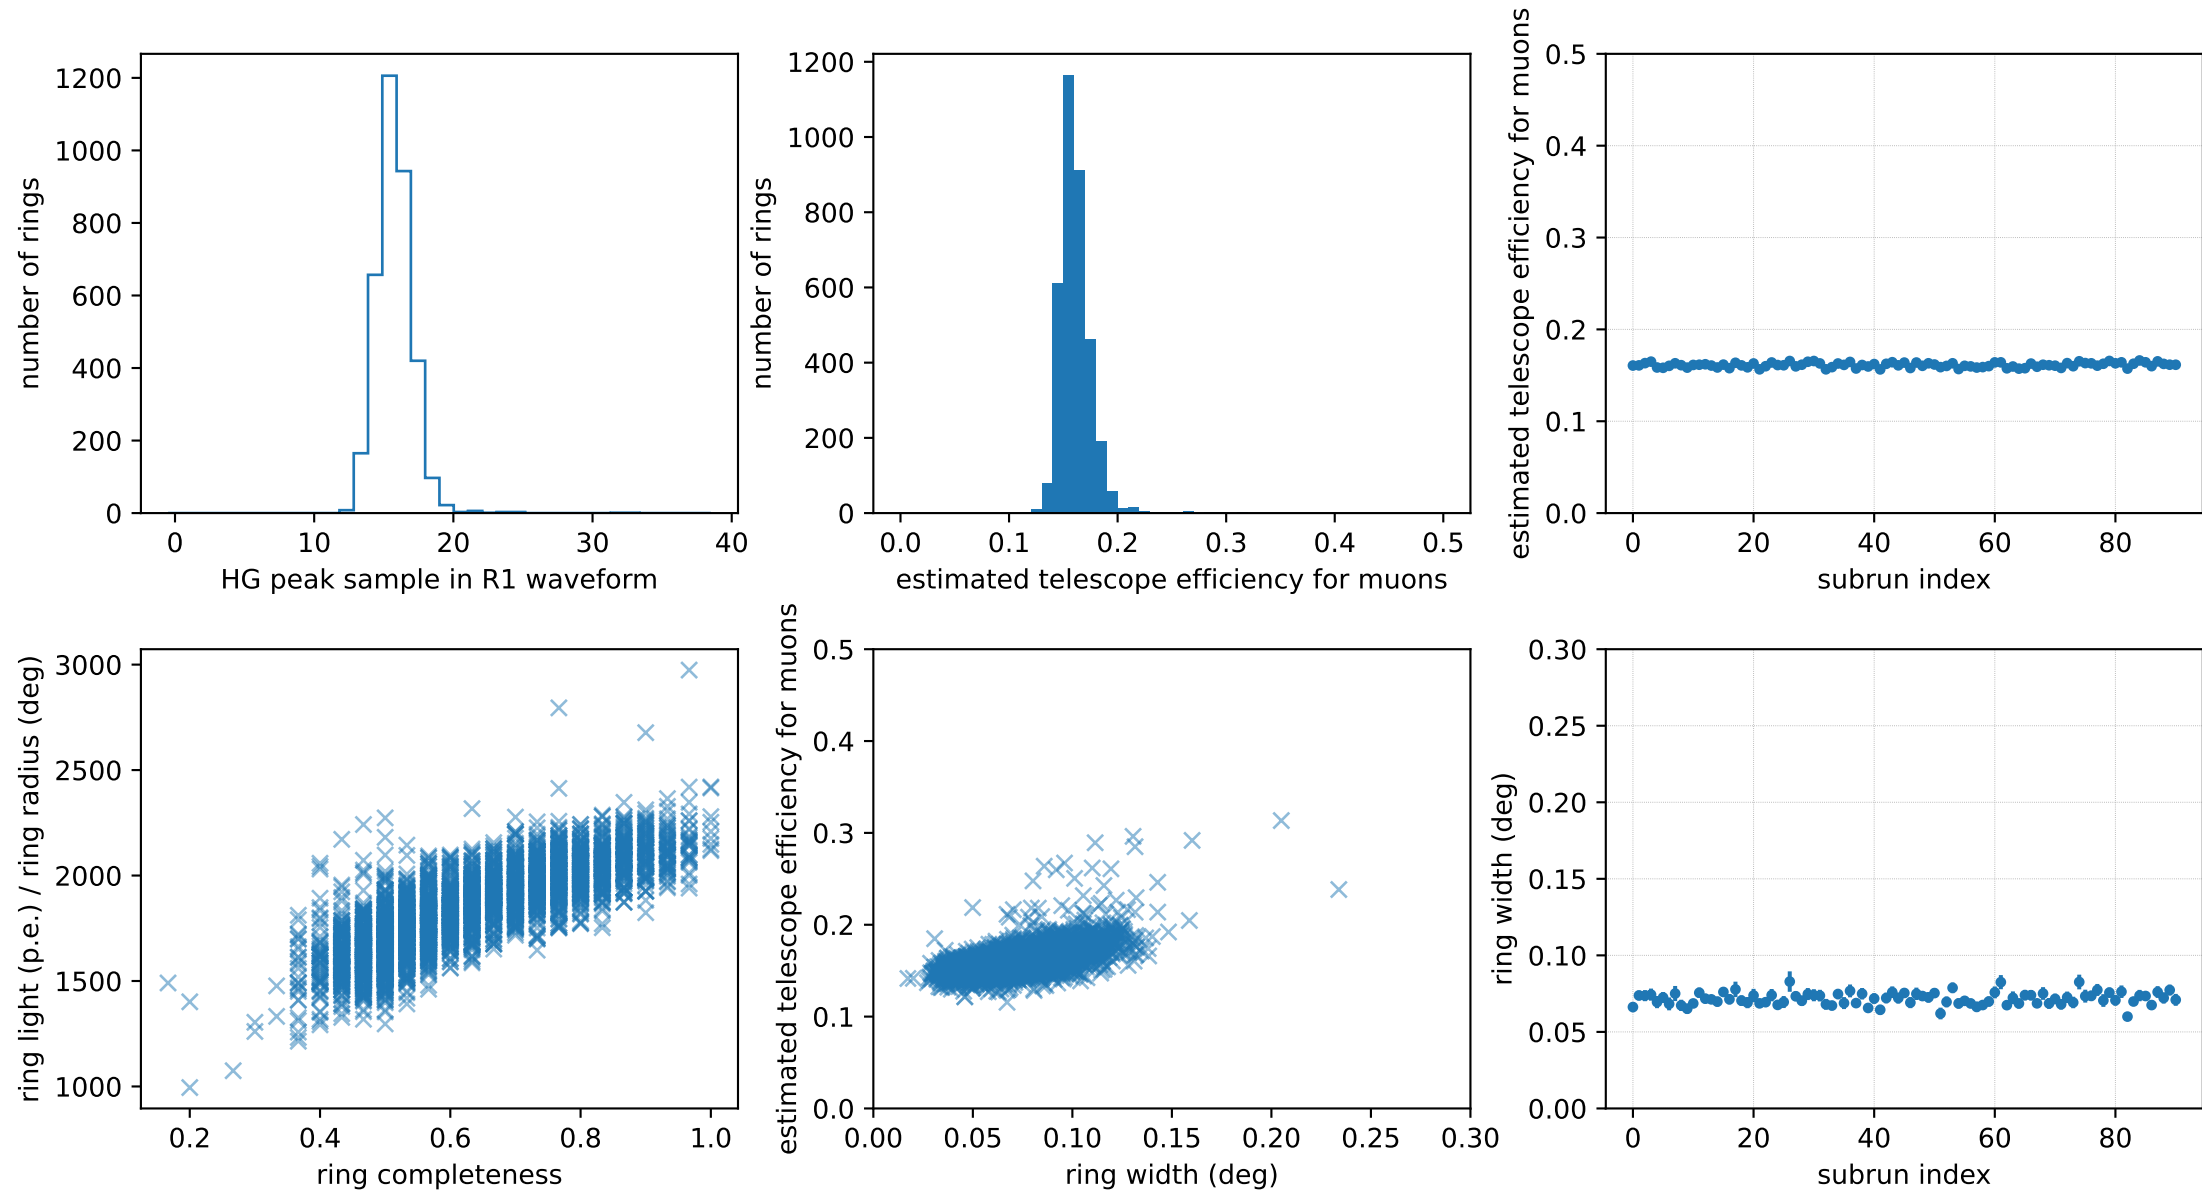 1200
1000
800
600
400
200
0
number of rings
0 10 20 30 40
HG peak sample in R1 waveform
1200
1000
800
600
400
200
0
number of rings
0.0 0.1 0.2 0.3 0.4 0.5
estimated telescope efficiency for muons
0.5
0.4
0.3
0.2
0.1
0.0
estimated telescope efficiency for muons
0 20 40 60 80
subrun index
3000
2500
2000
1500
1000
ring light (p.e.) / ring radius (deg)
0.2 0.4 0.6 0.8 1.0
ring completeness
0.5
0.4
0.3
0.2
0.1
0.0
estimated telescope efficiency for muons
0.00 0.05 0.10 0.15 0.20 0.25 0.30
ring width (deg)
0.30
0.25
0.20
0.15
0.10
0.05
0.00
ring width (deg)
0 20 40 60 80
subrun index